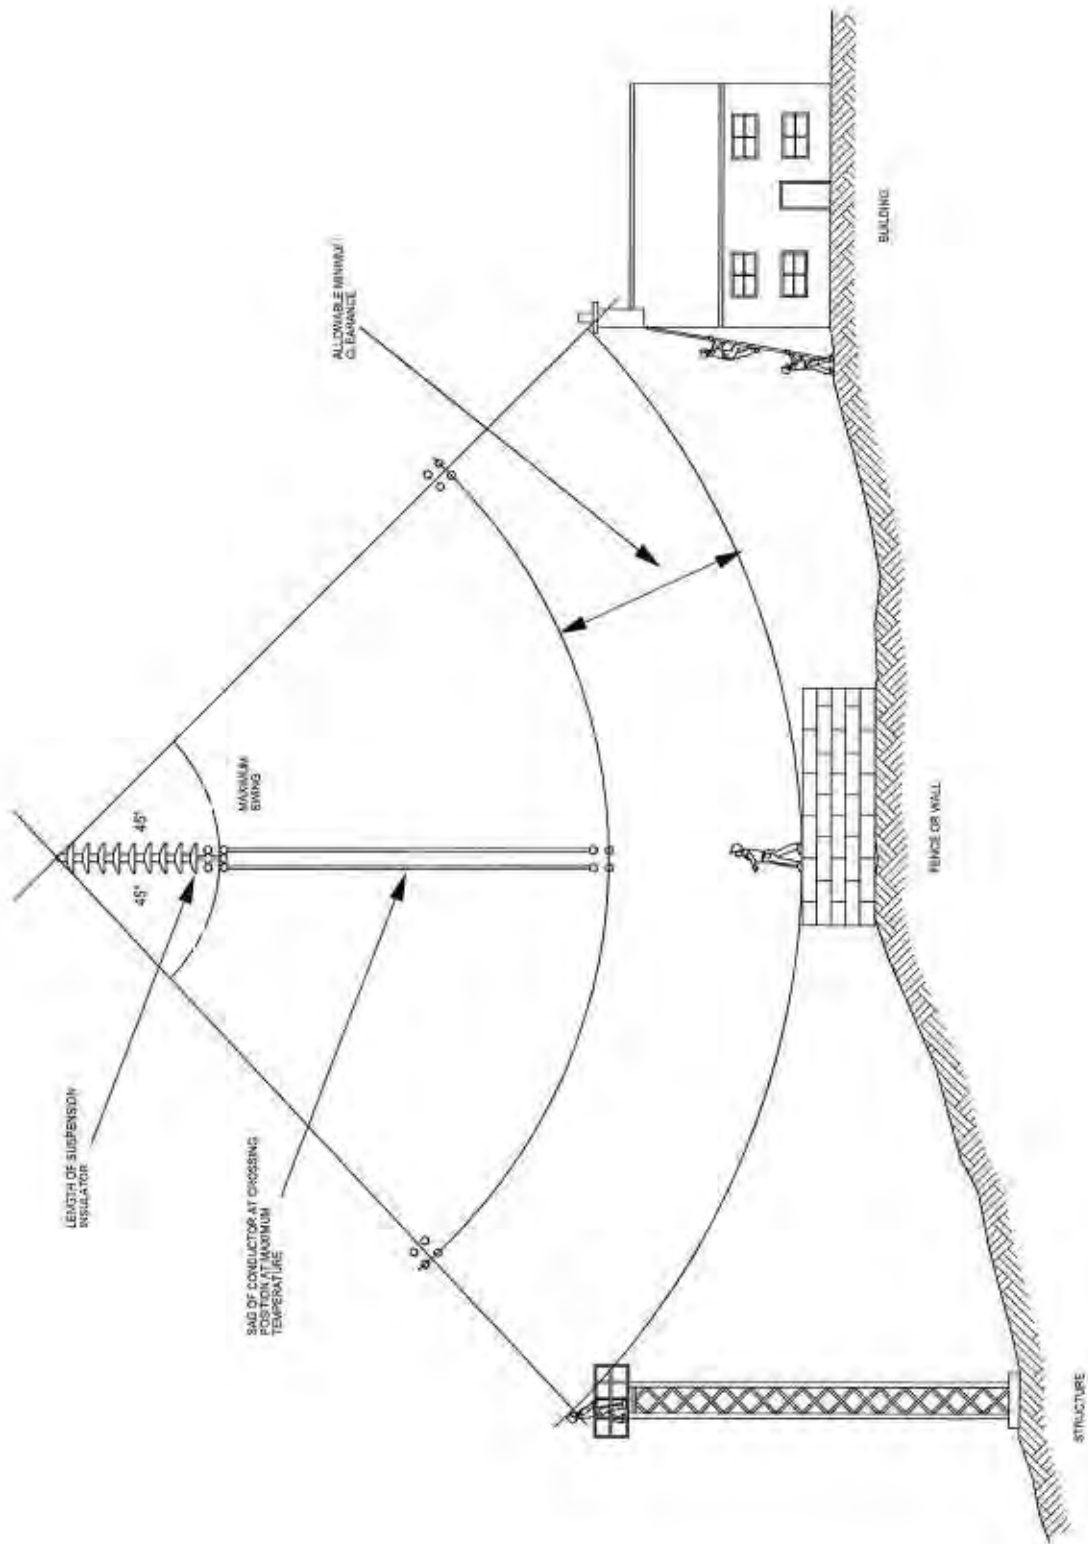 LENGTH OF SUSPENSION
INSULATOR
SAG OF CONDUCTOR AT CROSSING
POSITION AT MAXIMUM
TEMPERATURE
45°
45°
MAXIMUM
SWING
ALLOWABLE MINIMUM
CLEARANCE
STRUCTURE
FENCE OR WALL
BUILDING